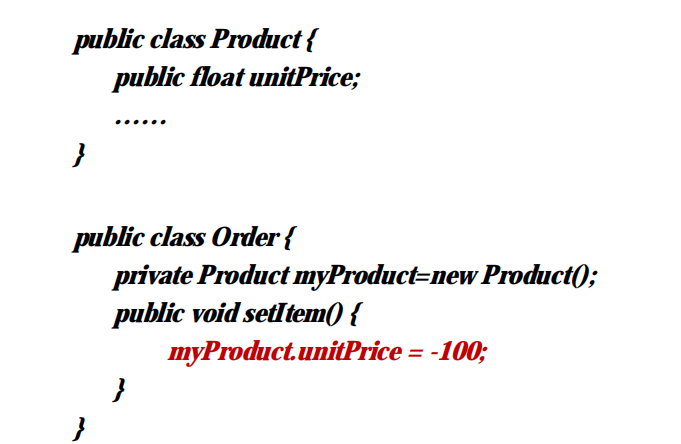 public class Product {
public float unitPrice;
......
}
public class Order {
private Product myProduct=new Product();
public void setItem() {
myProduct.unitPrice = -100;
}
}